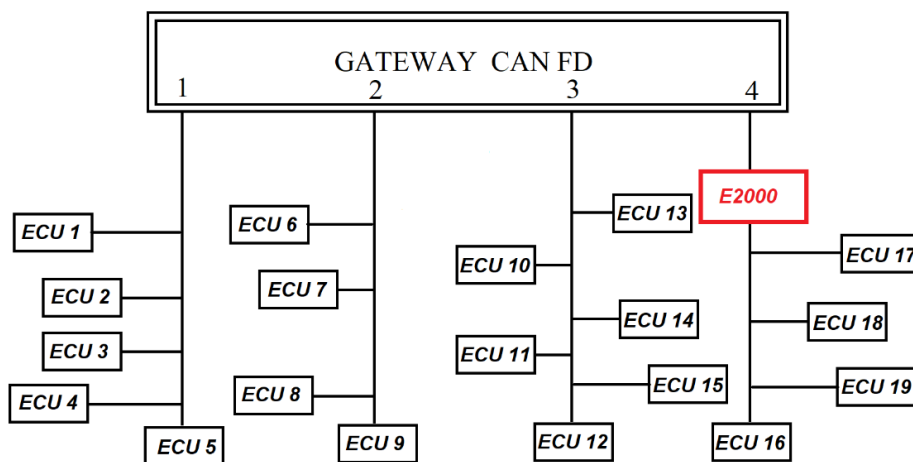 GATEWAY CAN FD
1 2 3 4
E2000
ECU 1
ECU 2
ECU 3
ECU 4
ECU 5
ECU 6
ECU 7
ECU 8
ECU 9
ECU 13
ECU 10
ECU 14
ECU 11
ECU 15
ECU 12
ECU 17
ECU 18
ECU 19
ECU 16